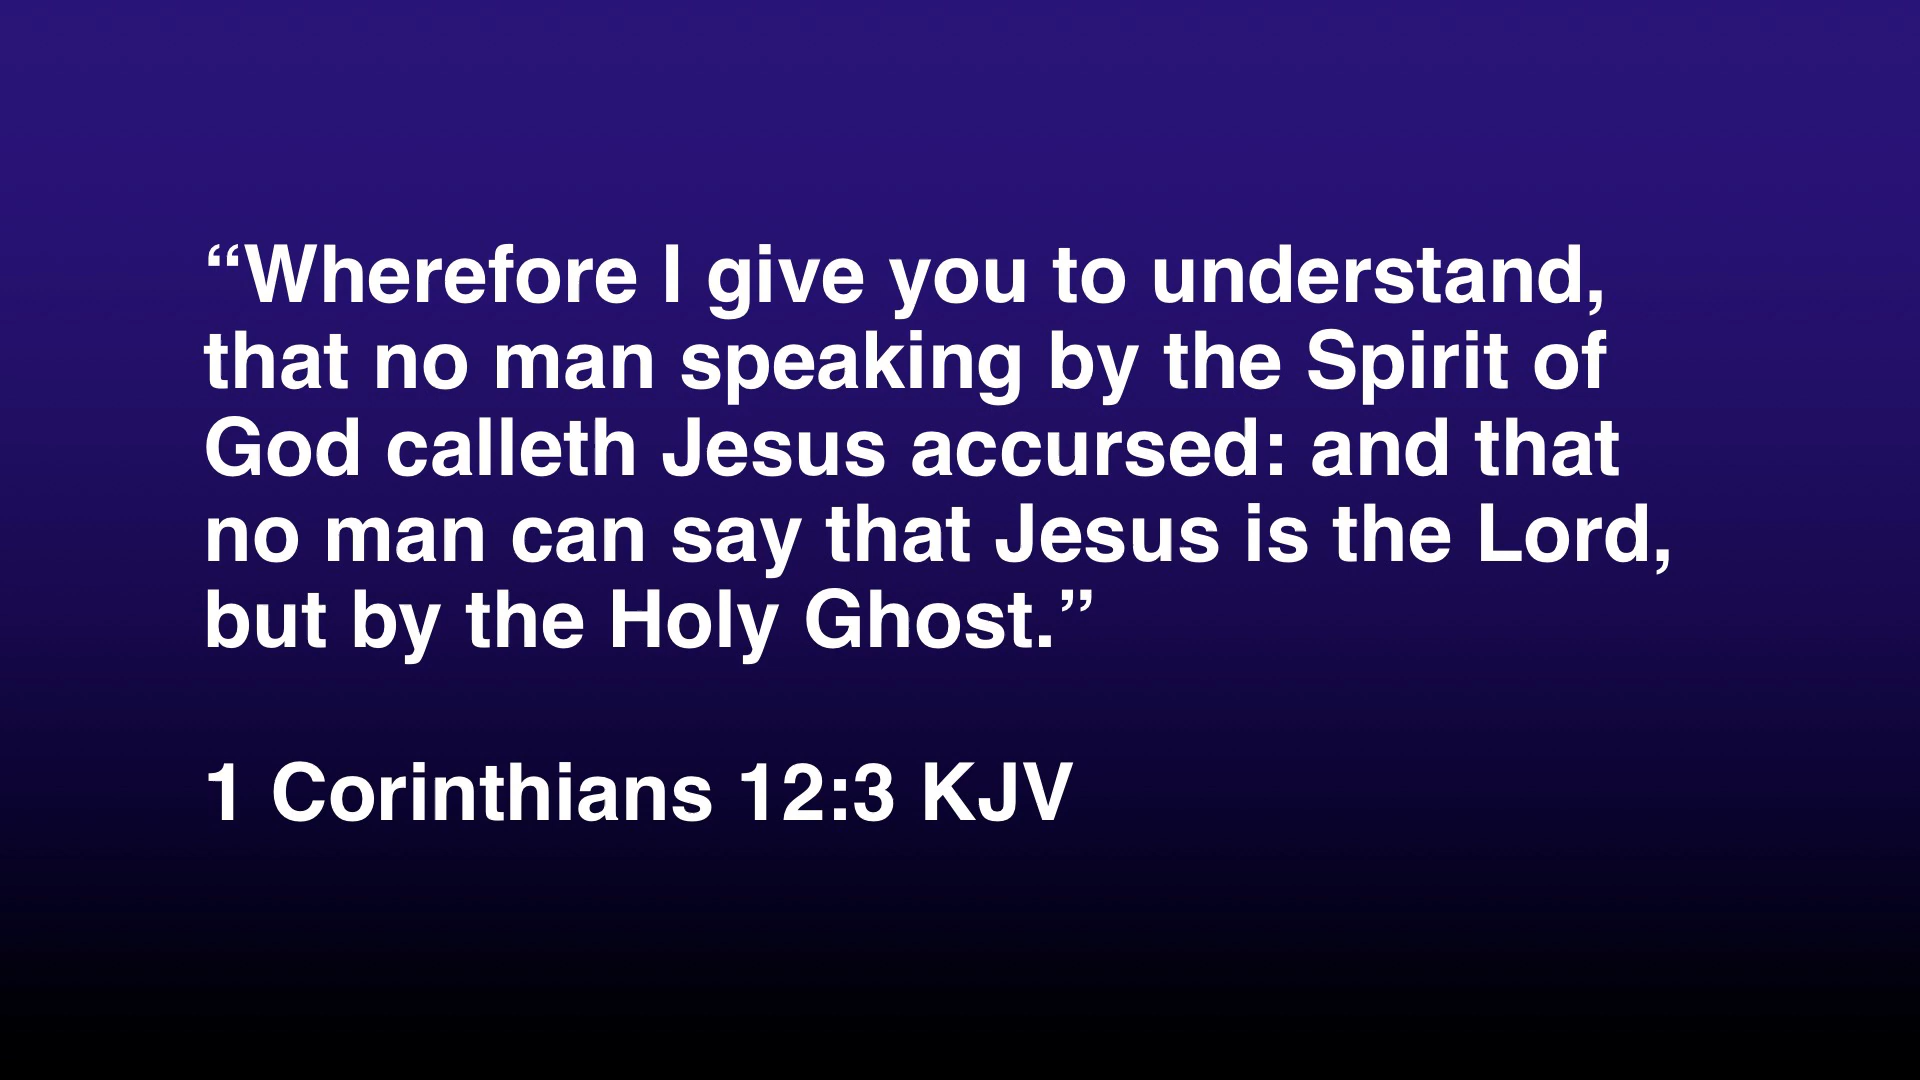 “Wherefore I give you to understand,
that no man speaking by the Spirit of
God calleth Jesus accursed: and that
no man can say that Jesus is the Lord,
but by the Holy Ghost.”
1 Corinthians 12:3 KJV